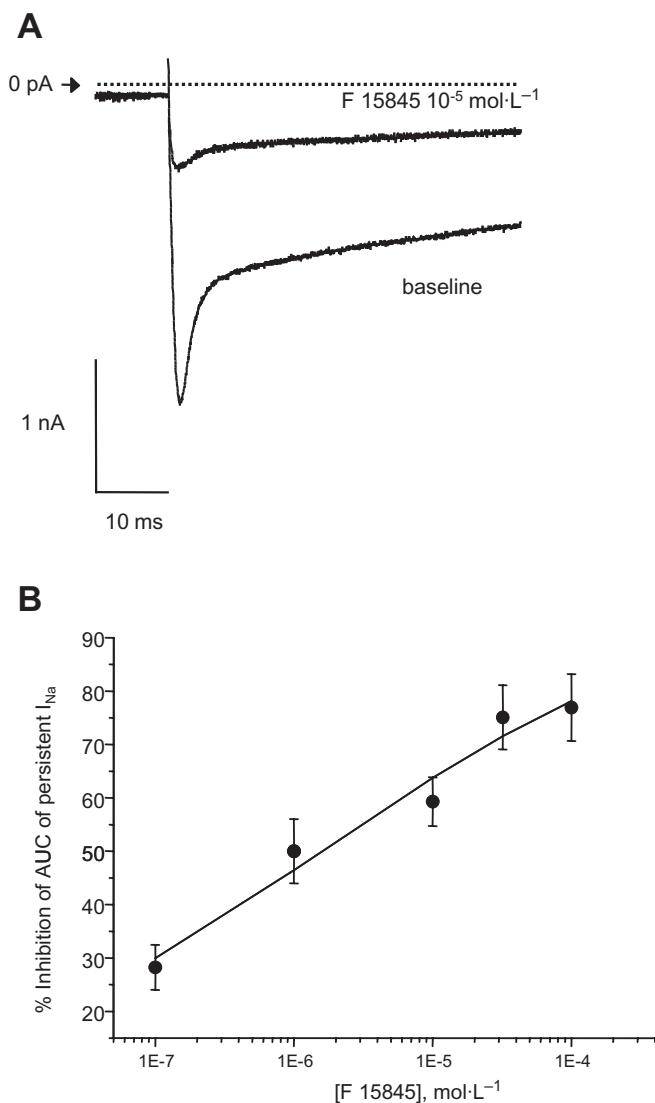 A
0 pA
F 15845 10⁻⁵ mol·L⁻¹
baseline
1 nA
10 ms
B
% Inhibition of AUC of persistent I_Na
90
80
70
60
50
40
30
20
1E-7 1E-6 1E-5 1E-4
[F 15845], mol·L⁻¹